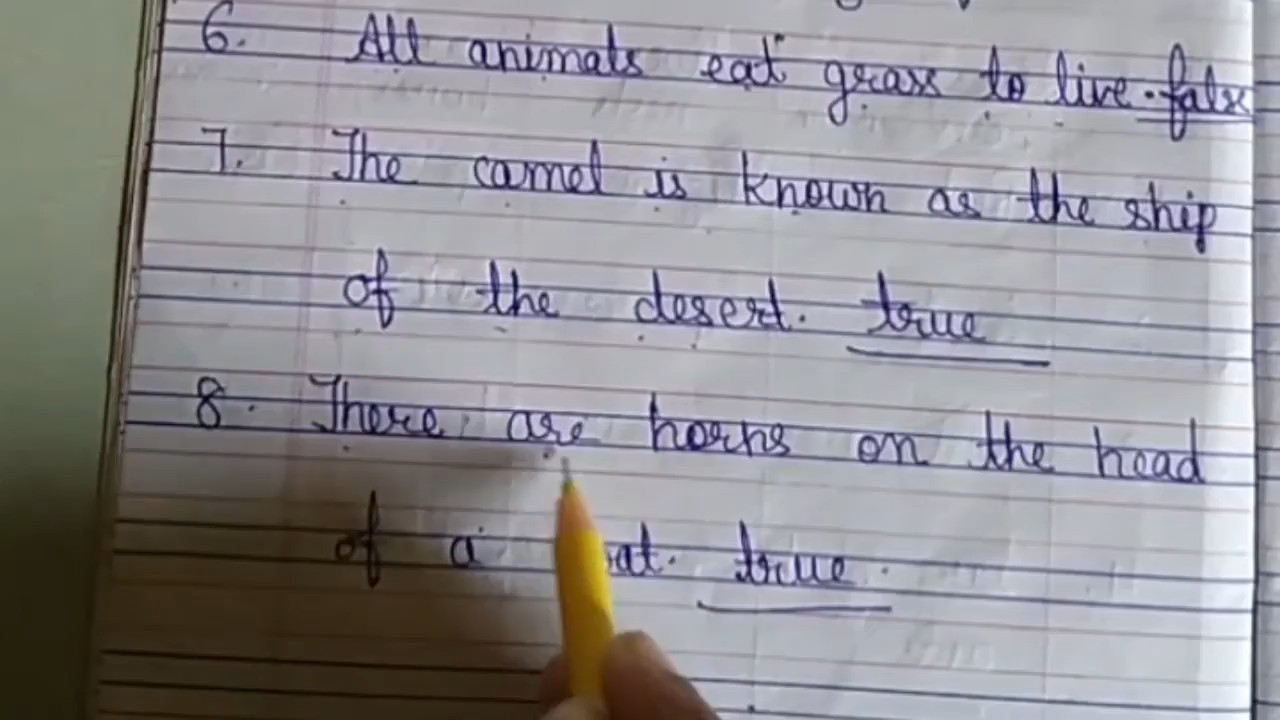 6. All animals eat grass to live. false
7. The camel is known as the ship
of the desert. true
8. There are horns on the head
of a at. true.